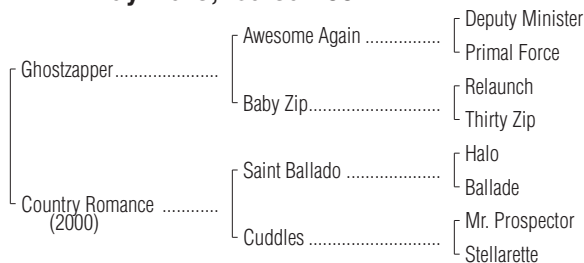 Awesome Again
Deputy Minister
Primal Force
Ghostzapper
Baby Zip
Relaunch
Thirty Zip
Saint Ballado
Halo
Ballade
Country Romance
(2000)
Cuddles
Mr. Prospector
Stellarette